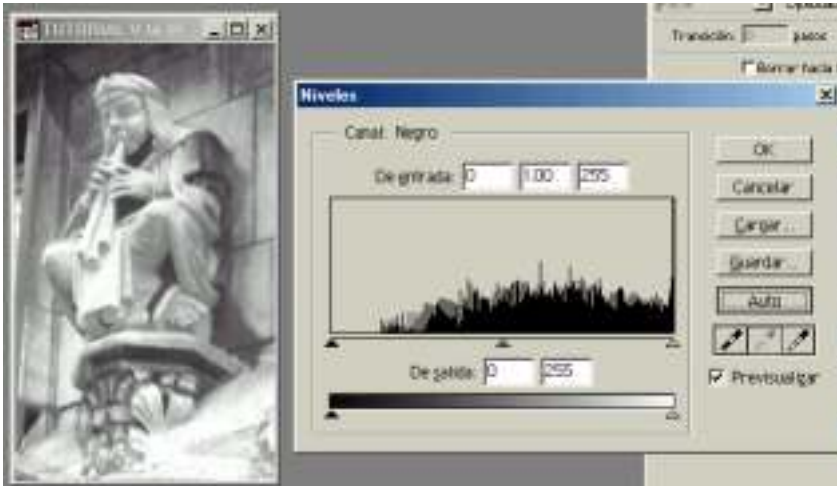 Transición: 0 pasos
Borrar hacia
Niveles
Canal: Negro
De entrada: 0 1.00 255
OK
Cancelar
Cargar...
Guardar...
Auto
De salida: 0 255
Previsualizar